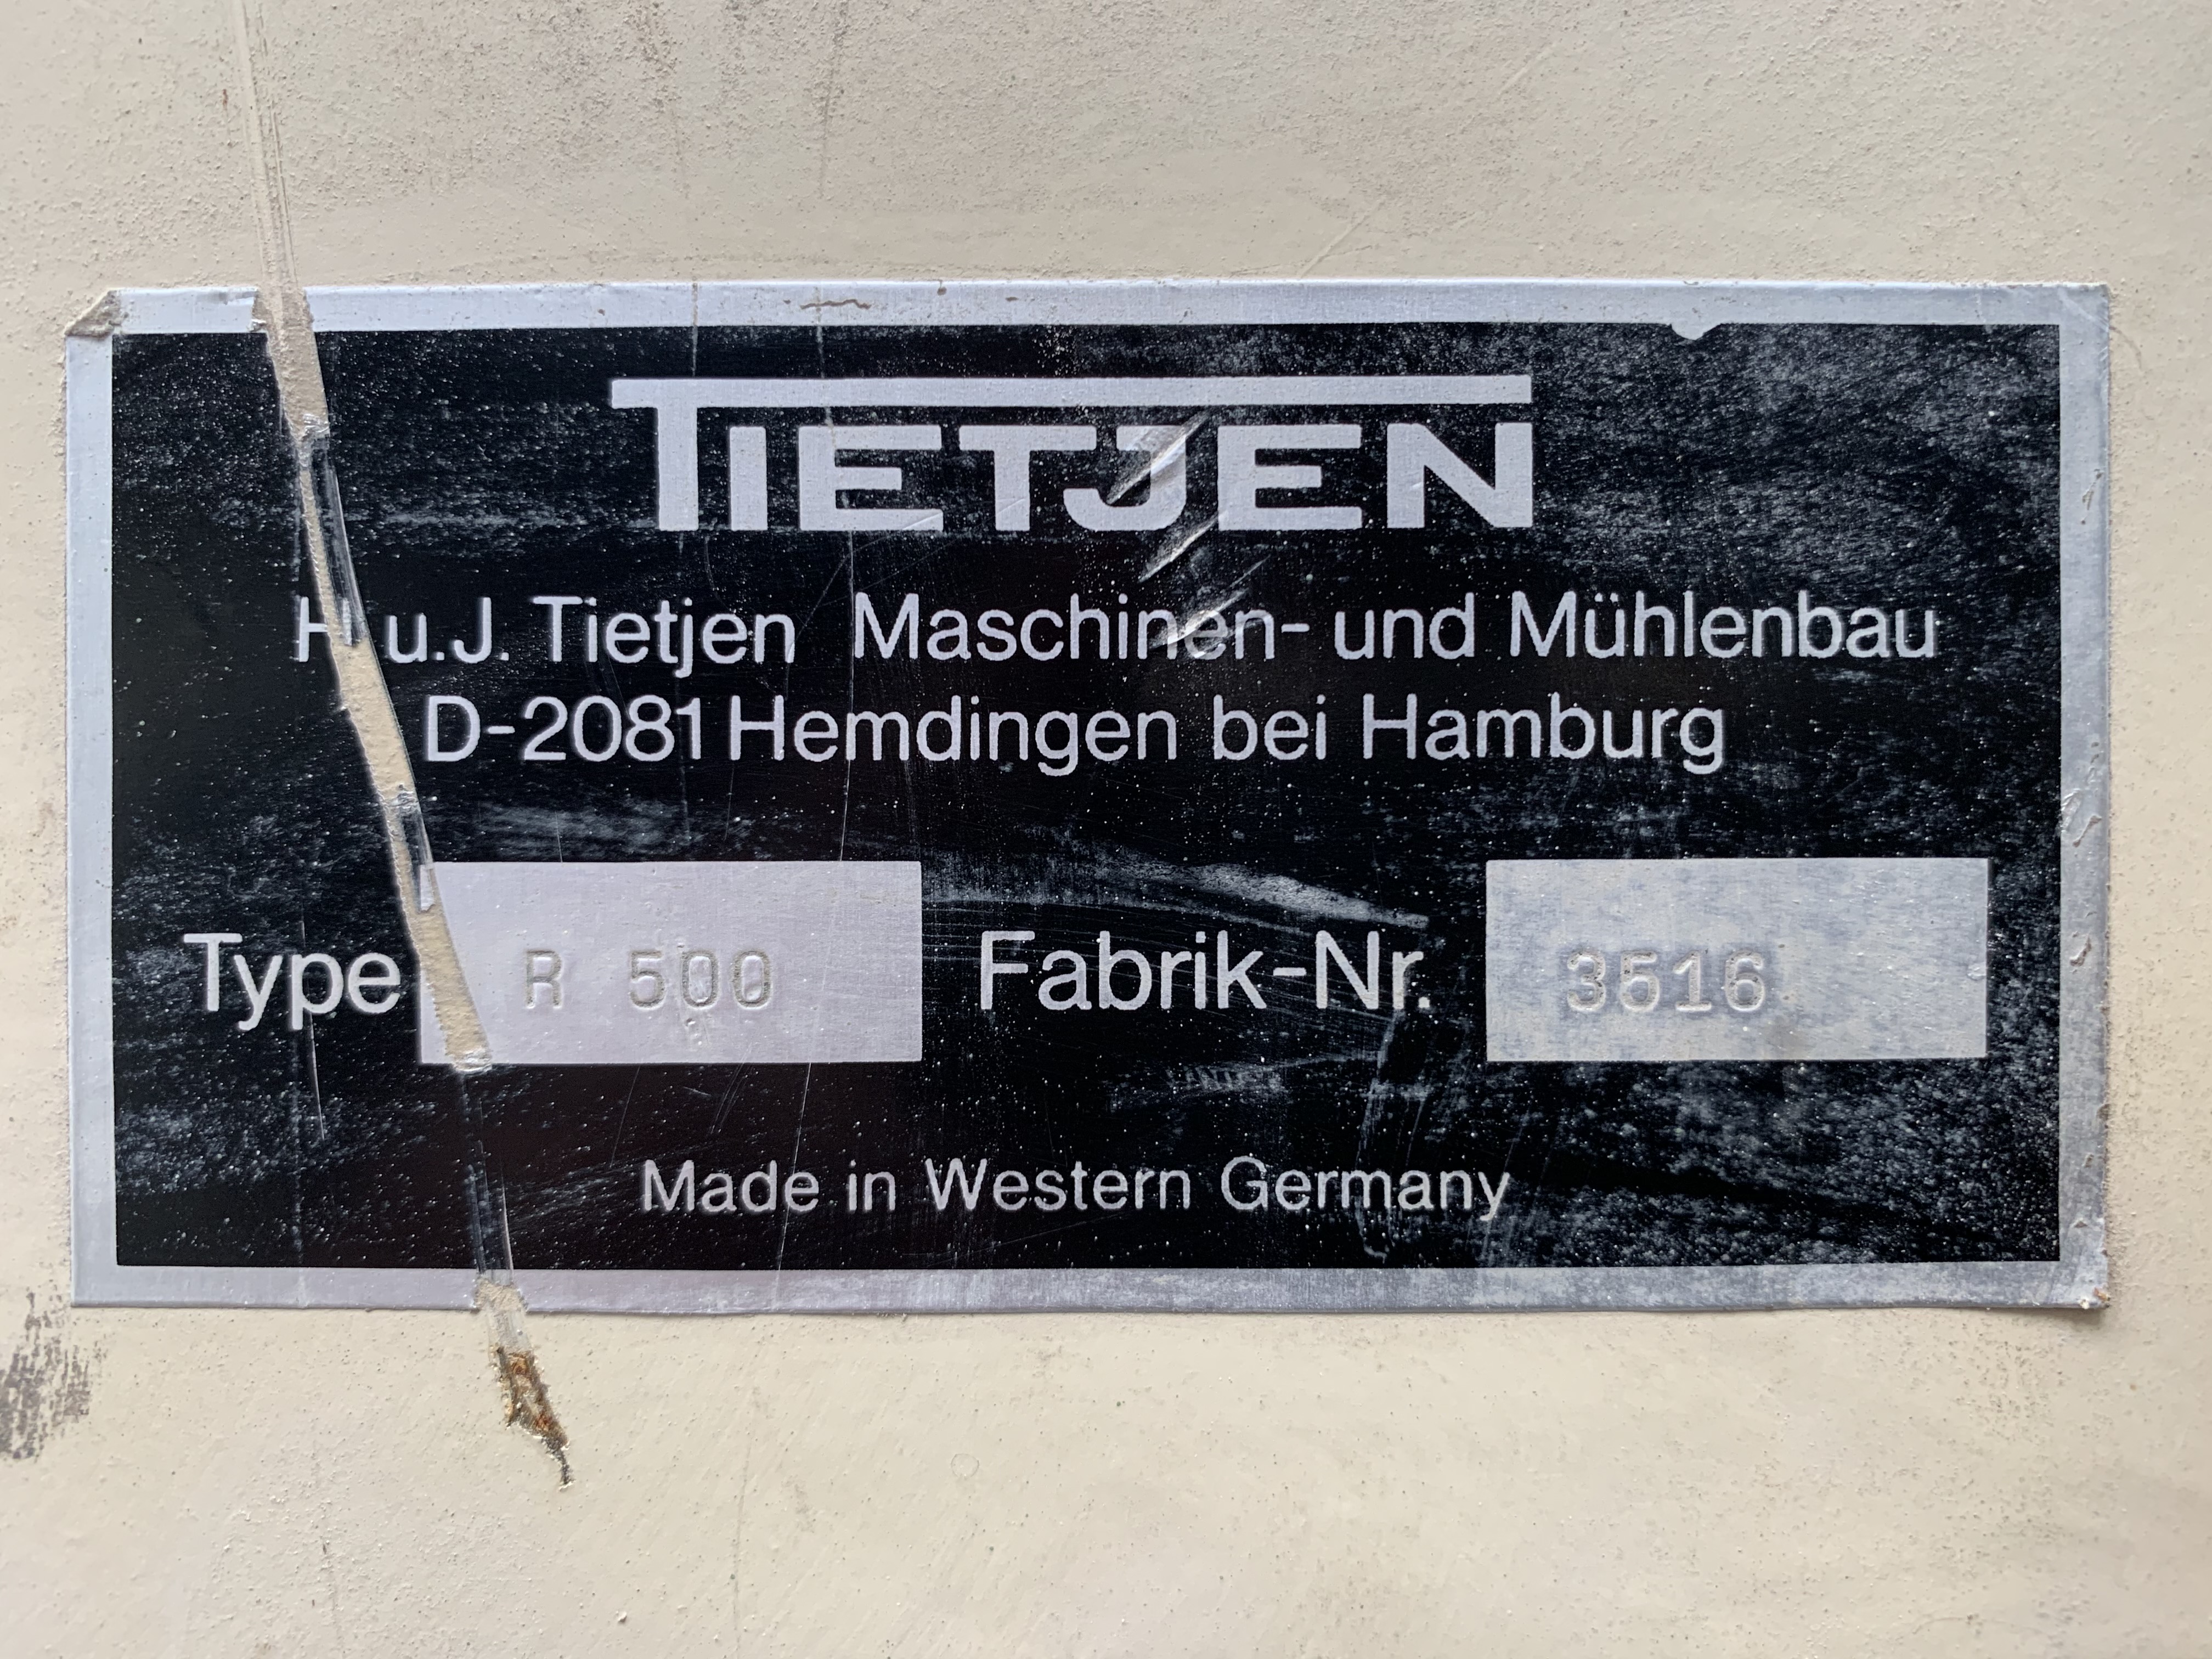 TIETJEN
H. u.J. Tietjen Maschinen- und Mühlenbau
D-2081 Hemdingen bei Hamburg
Type R 500 Fabrik-Nr. 3516
Made in Western Germany